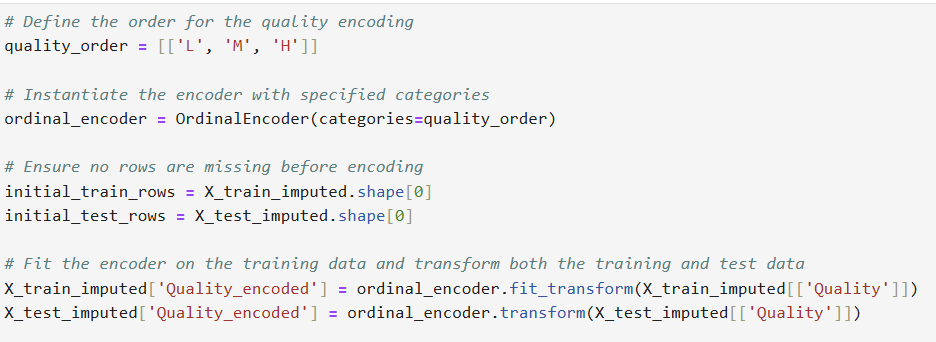 # Define the order for the quality encoding
quality_order = [['L', 'M', 'H']]
# Instantiate the encoder with specified categories
ordinal_encoder = OrdinalEncoder(categories=quality_order)
# Ensure no rows are missing before encoding
initial_train_rows = X_train_imputed.shape[0]
initial_test_rows = X_test_imputed.shape[0]
# Fit the encoder on the training data and transform both the training and test data
X_train_imputed['Quality_encoded'] = ordinal_encoder.fit_transform(X_train_imputed[['Quality']])
X_test_imputed['Quality_encoded'] = ordinal_encoder.transform(X_test_imputed[['Quality']])